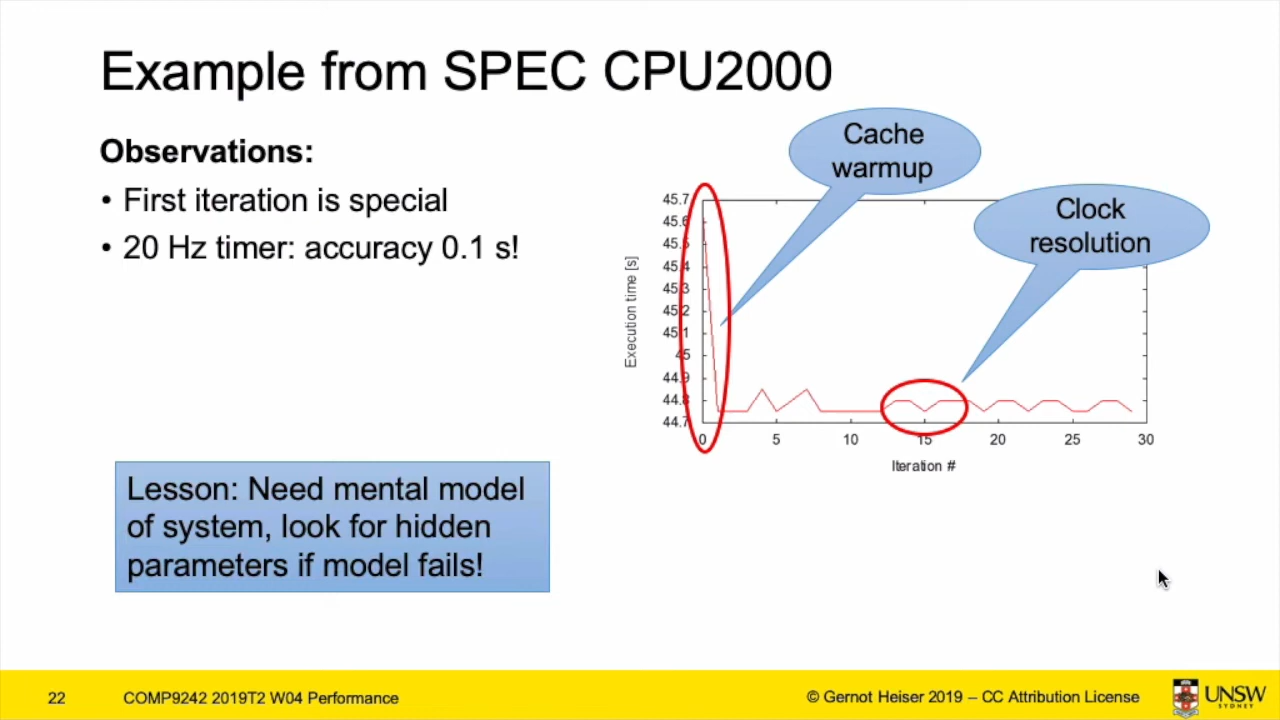 Example from SPEC CPU2000
Observations:
• First iteration is special
• 20 Hz timer: accuracy 0.1 s!
Lesson: Need mental model
of system, look for hidden
parameters if model fails!
Cache
warmup
Clock
resolution
Execution time [s]
45.7
45.6
45.5
45.4
45.3
45.2
45.1
45
44.9
44.8
44.7
0 5 10 15 20 25 30
Iteration #
22 COMP9242 2019T2 W04 Performance © Gernot Heiser 2019 – CC Attribution License
UNSW
SYDNEY